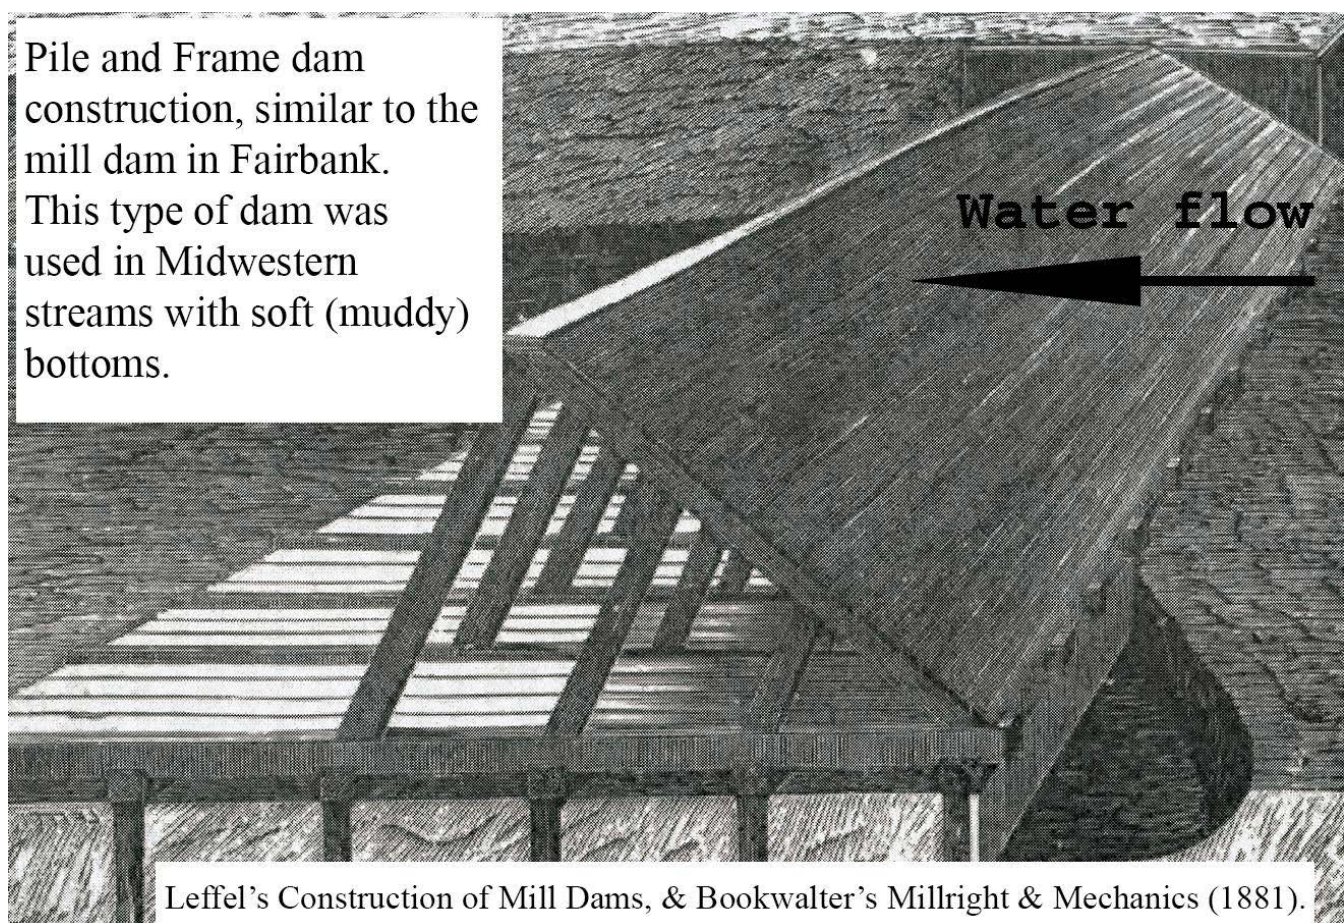 Pile and Frame dam
construction, similar to the
mill dam in Fairbank.
This type of dam was
used in Midwestern
streams with soft (muddy)
bottoms.
Water flow
Leffel’s Construction of Mill Dams, & Bookwalter’s Millright & Mechanics (1881).